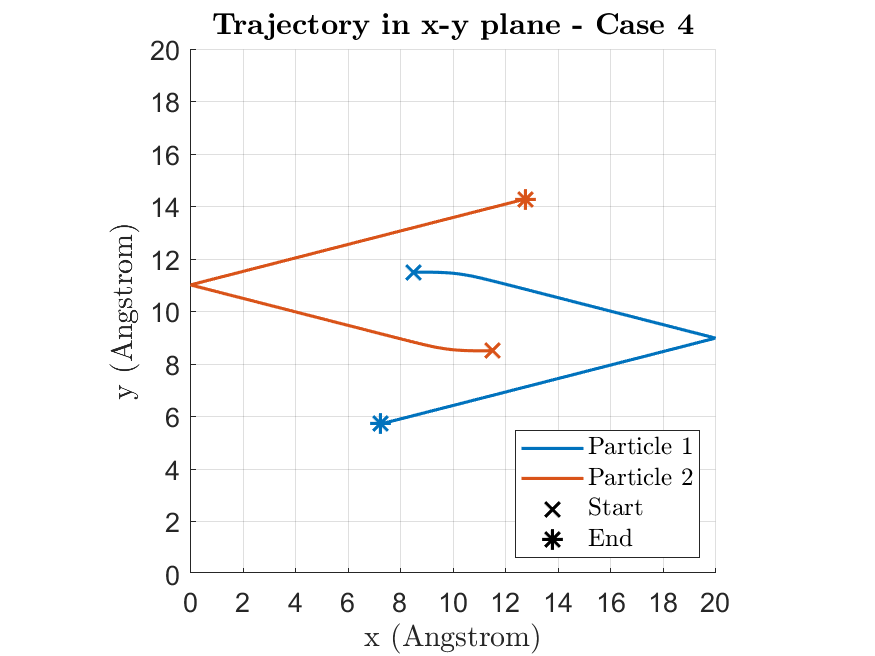 Trajectory in x-y plane - Case 4
20
18
16
14
12
10
8
6
4
2
0
y (Angstrom)
0 2 4 6 8 10 12 14 16 18 20
x (Angstrom)
Particle 1
Particle 2
Start
End